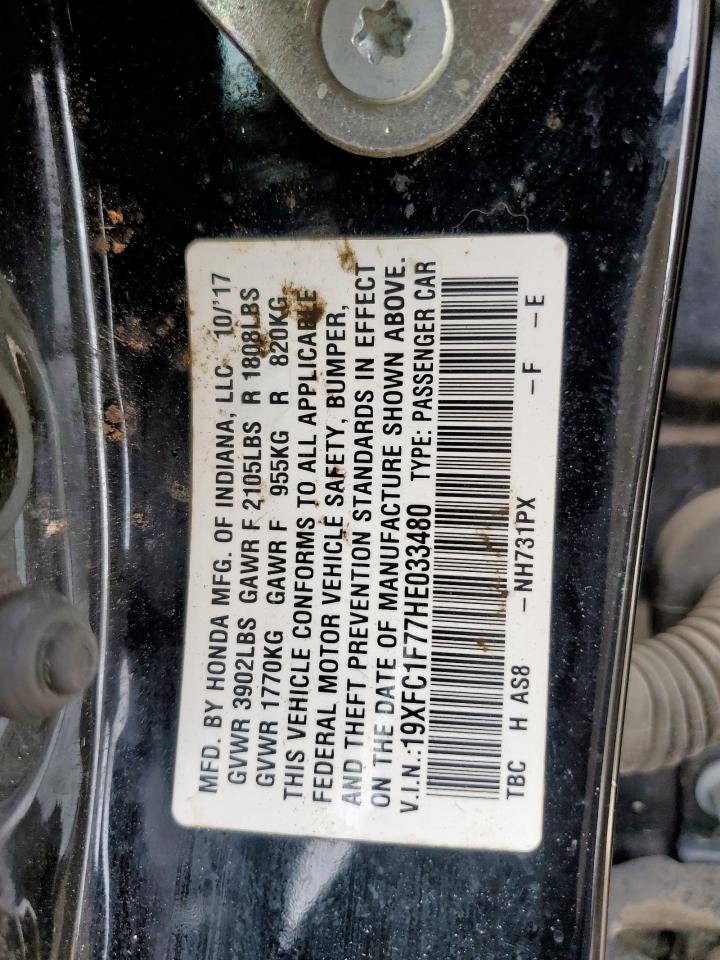 MFD. BY HONDA MFG. OF INDIANA, LLC 10/'17
GVWR 3902LBS GAWR F 2105LBS R 1808LBS
GVWR 1770KG GAWR F 955KG R 820KG
THIS VEHICLE CONFORMS TO ALL APPLICABLE
FEDERAL MOTOR VEHICLE SAFETY, BUMPER,
AND THEFT PREVENTION STANDARDS IN EFFECT
ON THE DATE OF MANUFACTURE SHOWN ABOVE.
V.I.N.:19XFC1F77HE033480 TYPE: PASSENGER CAR
TBC H AS8 -NH731PX -F -E